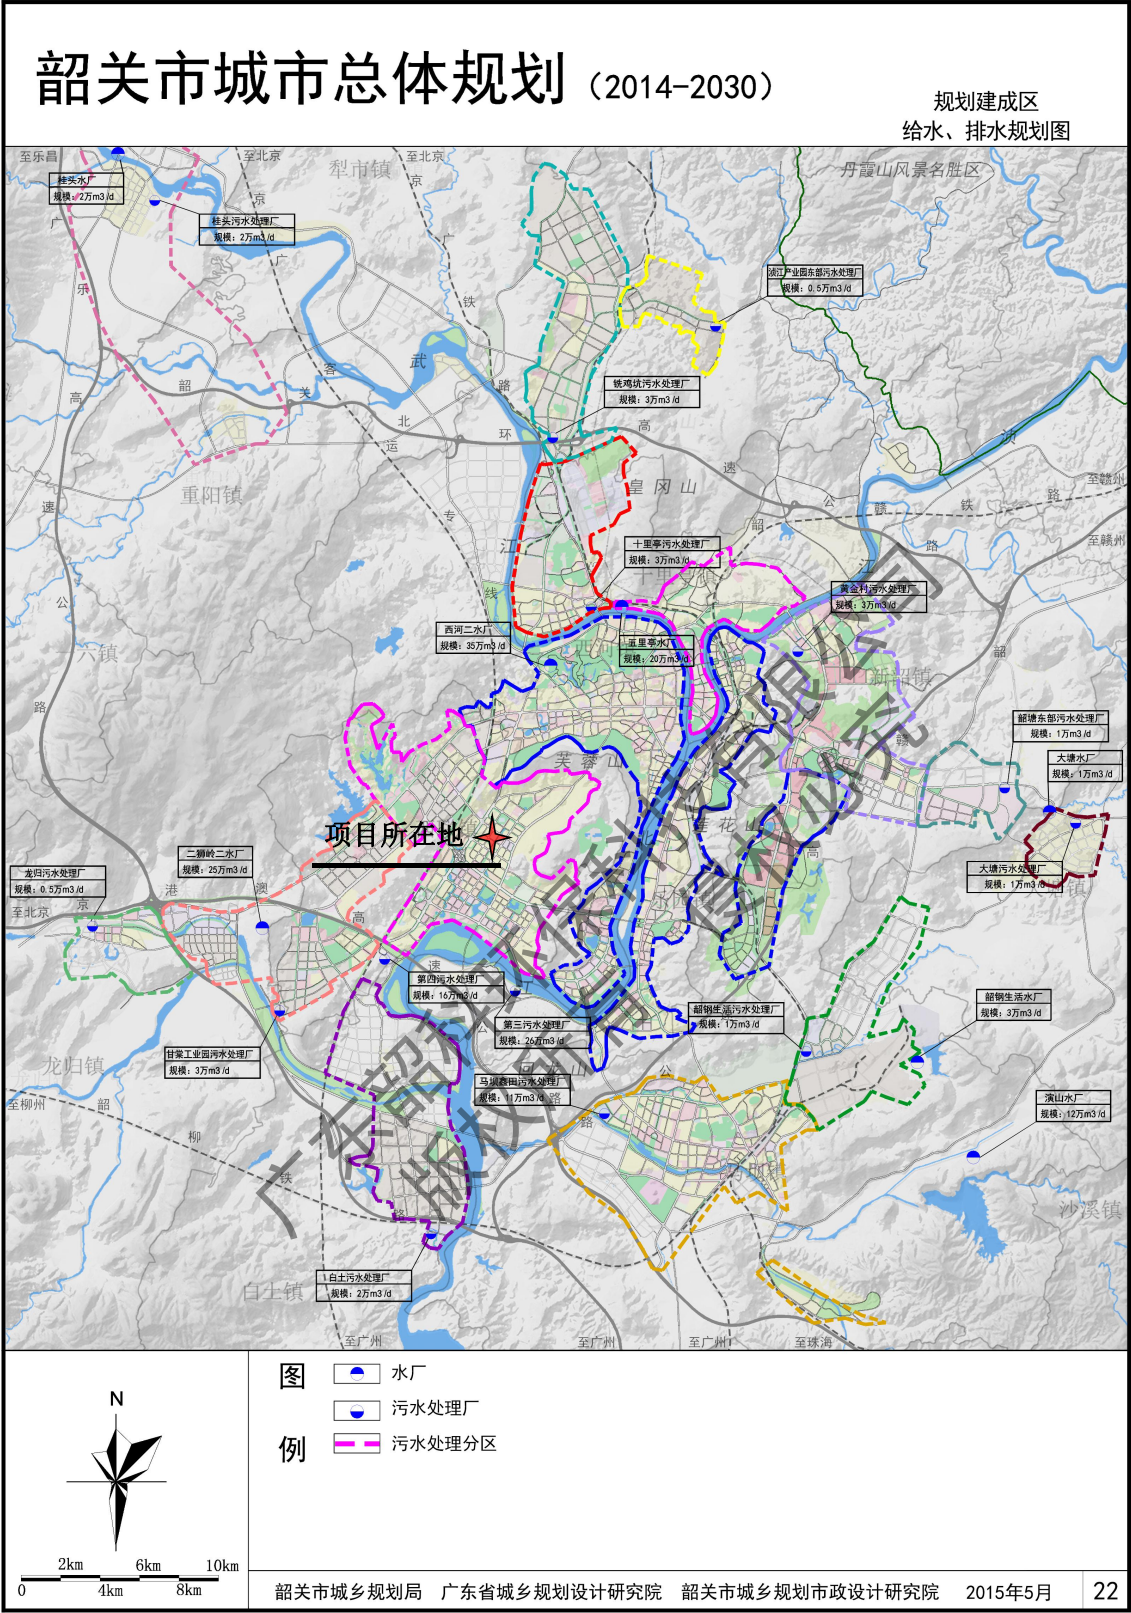 韶关市城市总体规划（2014-2030）
规划建成区
给水、排水规划图
至乐昌
至北京
至北京
犁市镇
丹霞山风景名胜区
桂头水厂
规模：2万m3/d
桂头污水处理厂
规模：2万m3/d
浈江产业园东部污水处理厂
规模：0.5万m3/d
铣鸡坑污水处理厂
规模：3万m3/d
武
江
浈
江
重阳镇
皇冈山
至赣州
至赣州
十里亭污水处理厂
规模：3万m3/d
黄金村污水处理厂
规模：3万m3/d
西河二水厂
规模：35万m3/d
五里亭水厂
规模：20万m3/d
十里亭镇
新韶镇
韶塘东部污水处理厂
规模：1万m3/d
大塘水厂
规模：1万m3/d
芙蓉山
莲花山
项目所在地
二狮岭二水厂
规模：25万m3/d
龙归污水处理厂
规模：0.5万m3/d
至北京
大塘污水处理厂
规模：1万m3/d
第四污水处理厂
规模：16万m3/d
第三污水处理厂
规模：26万m3/d
韶钢生活污水处理厂
规模：1万m3/d
韶钢生活水厂
规模：3万m3/d
甘棠工业园污水处理厂
规模：3万m3/d
龙归镇
至柳州
马坝鑫田污水处理厂
规模：11万m3/d
演山水厂
规模：12万m3/d
沙溪镇
白土污水处理厂
规模：2万m3/d
白土镇
至广州
至广州
至广州
至珠海
图
例
水厂
污水处理厂
污水处理分区
N
2km
6km
10km
0
4km
8km
韶关市城乡规划局 广东省城乡规划设计研究院 韶关市城乡规划市政设计研究院 2015年5月
22